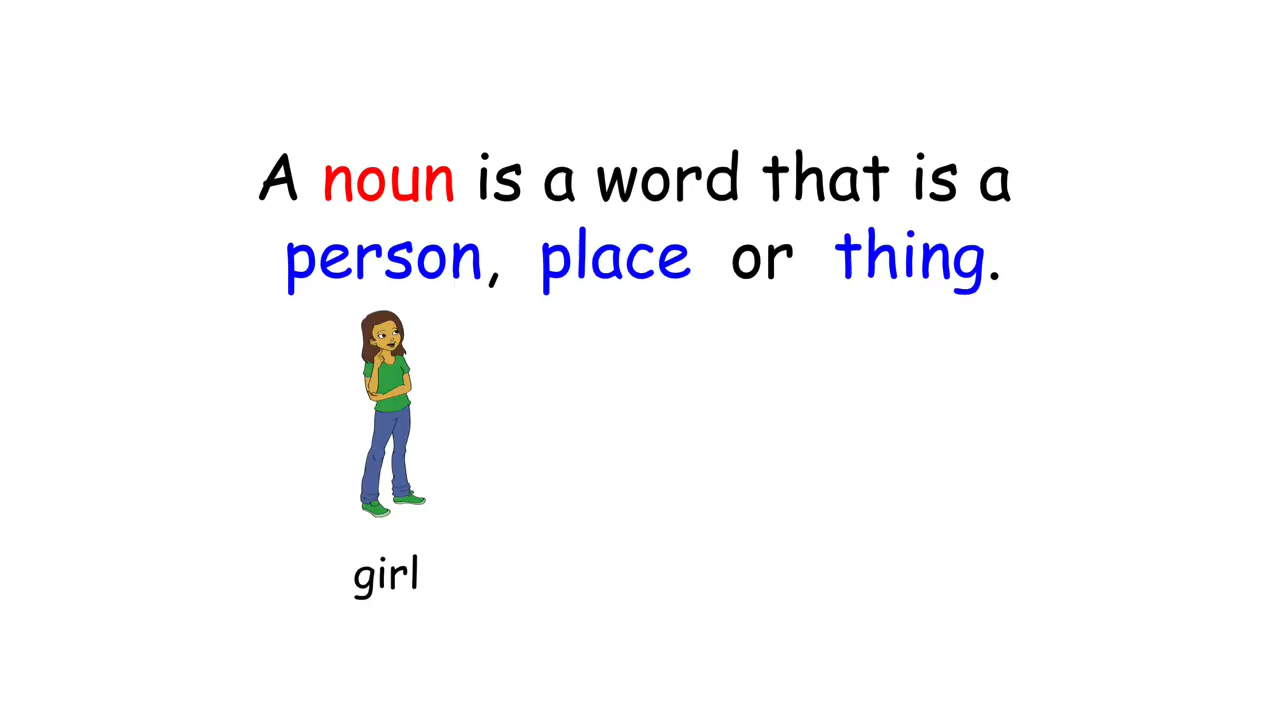 A noun is a word that is a
person, place or thing.
girl